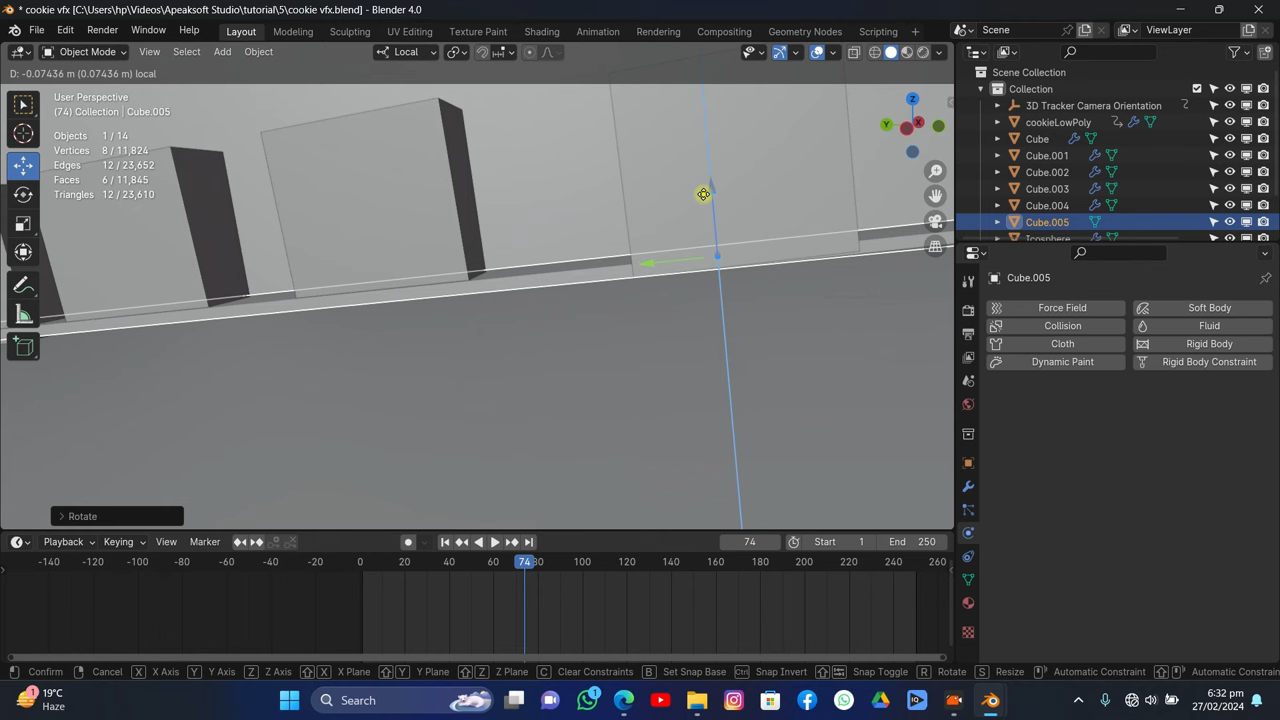 * cookie vfx [C:\Users\hp\Videos\Apeaksoft Studio\tutorial\5\cookie vfx.blend] - Blender 4.0
File Edit Render Window Help Layout Modeling Sculpting UV Editing Texture Paint Shading Animation Rendering Compositing Geometry Nodes Scripting + Scene ViewLayer
Object Mode View Select Add Object Local
D: -0.07436 m (0.07436 m) local
User Perspective
(74) Collection | Cube.005
Objects 1 / 14
Vertices 8 / 11,824
Edges 12 / 23,652
Faces 6 / 11,845
Triangles 12 / 23,610
Z
Y
X
Scene Collection
Collection
3D Tracker Camera Orientation
cookieLowPoly
Cube
Cube.001
Cube.002
Cube.003
Cube.004
Cube.005
Icosphere
Cube.005
Force Field Soft Body
Collision Fluid
Cloth Rigid Body
Dynamic Paint Rigid Body Constraint
Rotate
Playback Keying View Marker 74 Start 1 End 250
-140 -120 -100 -80 -60 -40 -20 0 20 40 60 74 80 100 120 140 160 180 200 220 240 260
Confirm Cancel X X Axis Y Y Axis Z Z Axis X X Plane Y Y Plane Z Z Plane C Clear Constraints B Set Snap Base Ctrl Snap Invert Snap Toggle R Rotate S Resize Automatic Constraint Automatic Constrai
1
19°C
Haze
Search
1
6:32 pm
27/02/2024